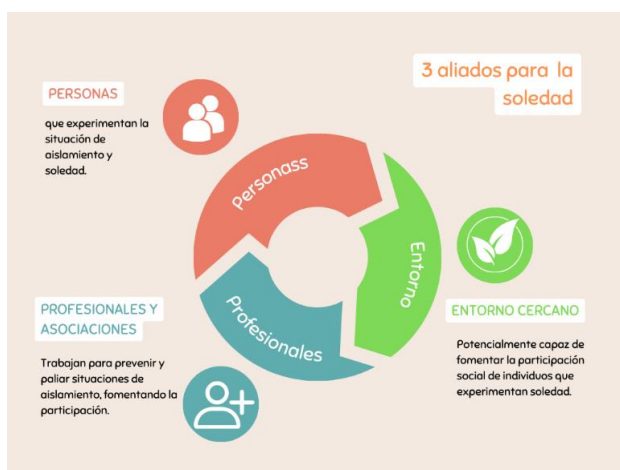 3 aliados para la
soledad
PERSONAS
que experimentan la
situación de
aislamiento y
soledad.
Personass
Entorno
Profesionales
ENTORNO CERCANO
Potencialmente capaz de
fomentar la participación
social de individuos que
experimentan soledad.
PROFESIONALES Y
ASOCIACIONES
Trabajan para prevenir y
paliar situaciones de
aislamiento, fomentando la
participación.